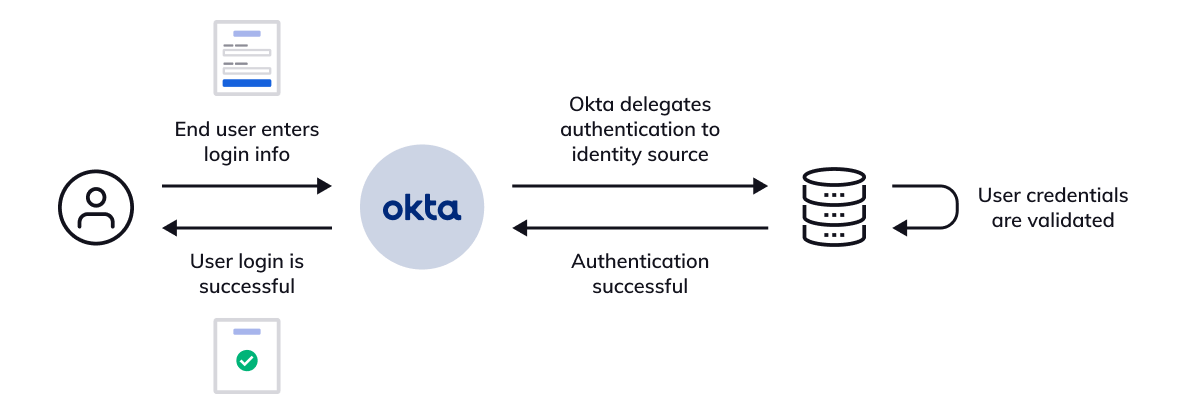 End user enters
login info
okta
User login is
successful
Okta delegates
authentication to
identity source
Authentication
successful
User credentials
are validated